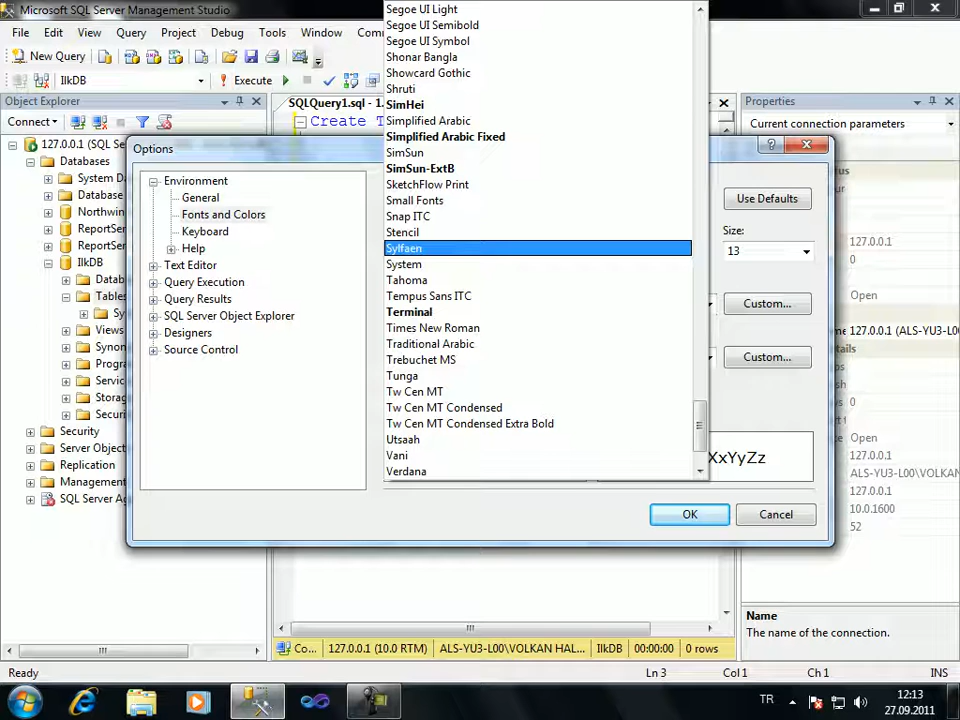 Microsoft SQL Server Management Studio
File Edit View Query Project Debug Tools Window
New Query
IlkDB Execute
Object Explorer
Connect
127.0.0.1 (SQL
Databases
System D
Database
Northwin
ReportSer
ReportSer
IlkDB
Datab
Tables
Sy
Views
Synon
Progr
Servic
Storag
Securi
Security
Server Object
Replication
Management
SQL Server Ag
SQLQuery1.sql - 1
Create T
Options
Environment
General
Fonts and Colors
Keyboard
Help
Text Editor
Query Execution
Query Results
SQL Server Object Explorer
Designers
Source Control
Segoe UI Light
Segoe UI Semibold
Segoe UI Symbol
Shonar Bangla
Showcard Gothic
Shruti
SimHei
Simplified Arabic
Simplified Arabic Fixed
SimSun
SimSun-ExtB
SketchFlow Print
Small Fonts
Snap ITC
Stencil
Sylfaen
System
Tahoma
Tempus Sans ITC
Terminal
Times New Roman
Traditional Arabic
Trebuchet MS
Tunga
Tw Cen MT
Tw Cen MT Condensed
Tw Cen MT Condensed Extra Bold
Utsaah
Vani
Verdana
Use Defaults
Size:
13
Custom...
Custom...
XxYyZz
OK Cancel
Properties
Current connection parameters
127.0.0.1
0
Open
127.0.0.1 (ALS-YU3-L0
Open
127.0.0.1
ALS-YU3-L00\VOLKAN
10.0.1600
52
Name
The name of the connection.
Co... 127.0.0.1 (10.0 RTM) ALS-YU3-L00\VOLKAN HAL... IlkDB 00:00:00 0 rows
Ready Ln 3 Col 1 Ch 1 INS
TR 12:13
27.09.2011